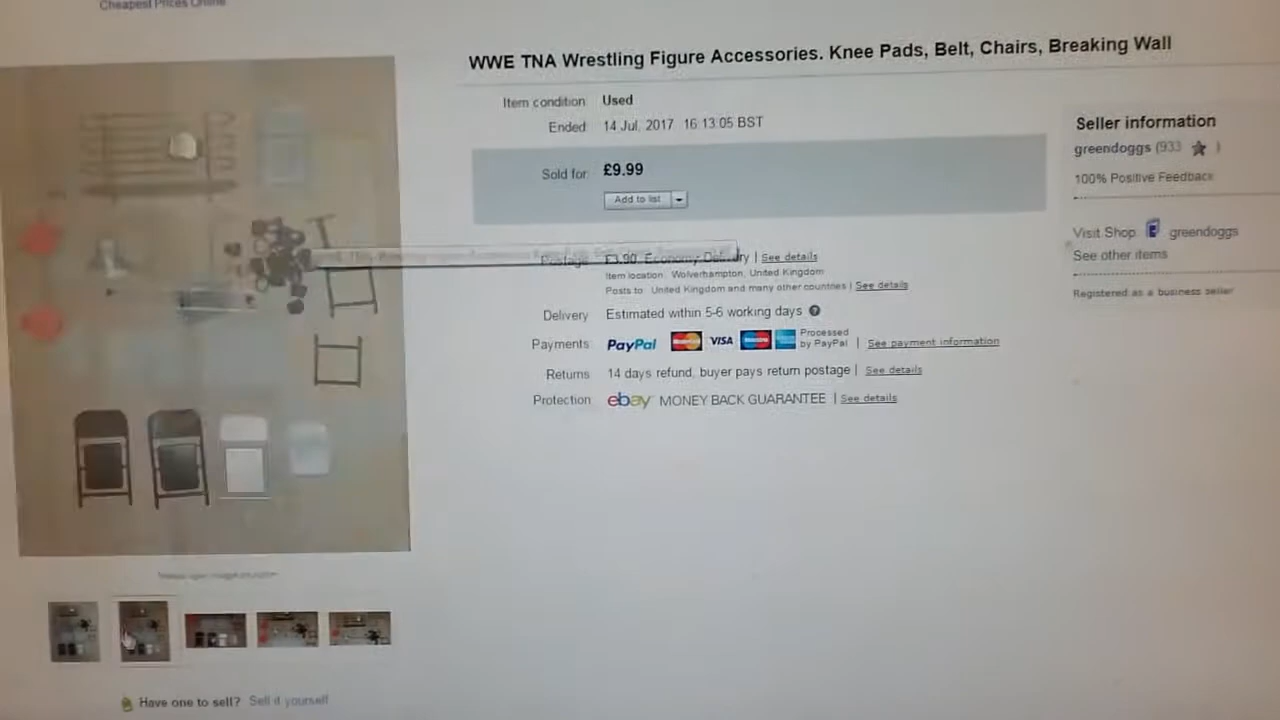 Cheapest Prices Online
WWE TNA Wrestling Figure Accessories. Knee Pads, Belt, Chairs, Breaking Wall
Item condition: Used
Ended: 14 Jul, 2017 16:13:05 BST
Sold for: £9.99
Add to list
Postage: £3.90 Economy Delivery | See details
Item location: Wolverhampton, United Kingdom
Posts to: United Kingdom and many other countries | See details
Delivery: Estimated within 5-6 working days
Payments: PayPal VISA Processed by PayPal | See payment information
Returns: 14 days refund, buyer pays return postage | See details
Protection: ebay MONEY BACK GUARANTEE | See details
Seller information
greendoggs (933 )
100% Positive Feedback
Visit Shop: greendoggs
See other items
Registered as a business seller
Have one to sell? Sell it yourself